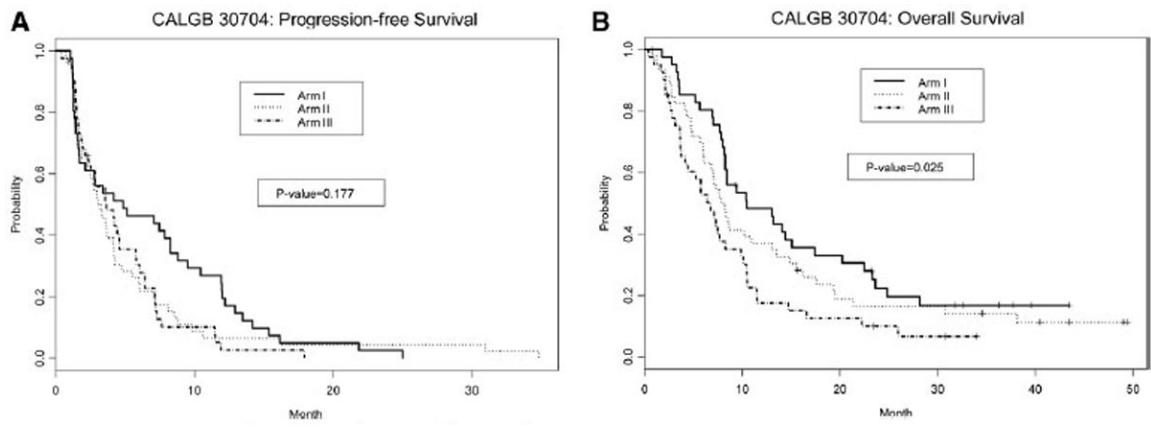 A
CALGB 30704: Progression-free Survival
Probability
1.0
0.8
0.6
0.4
0.2
0.0
Arm I
Arm II
Arm III
P-value=0.177
0
10
20
30
Month
B
CALGB 30704: Overall Survival
Probability
1.0
0.8
0.6
0.4
0.2
0.0
Arm I
Arm II
Arm III
P-value=0.025
0
10
20
30
40
50
Month